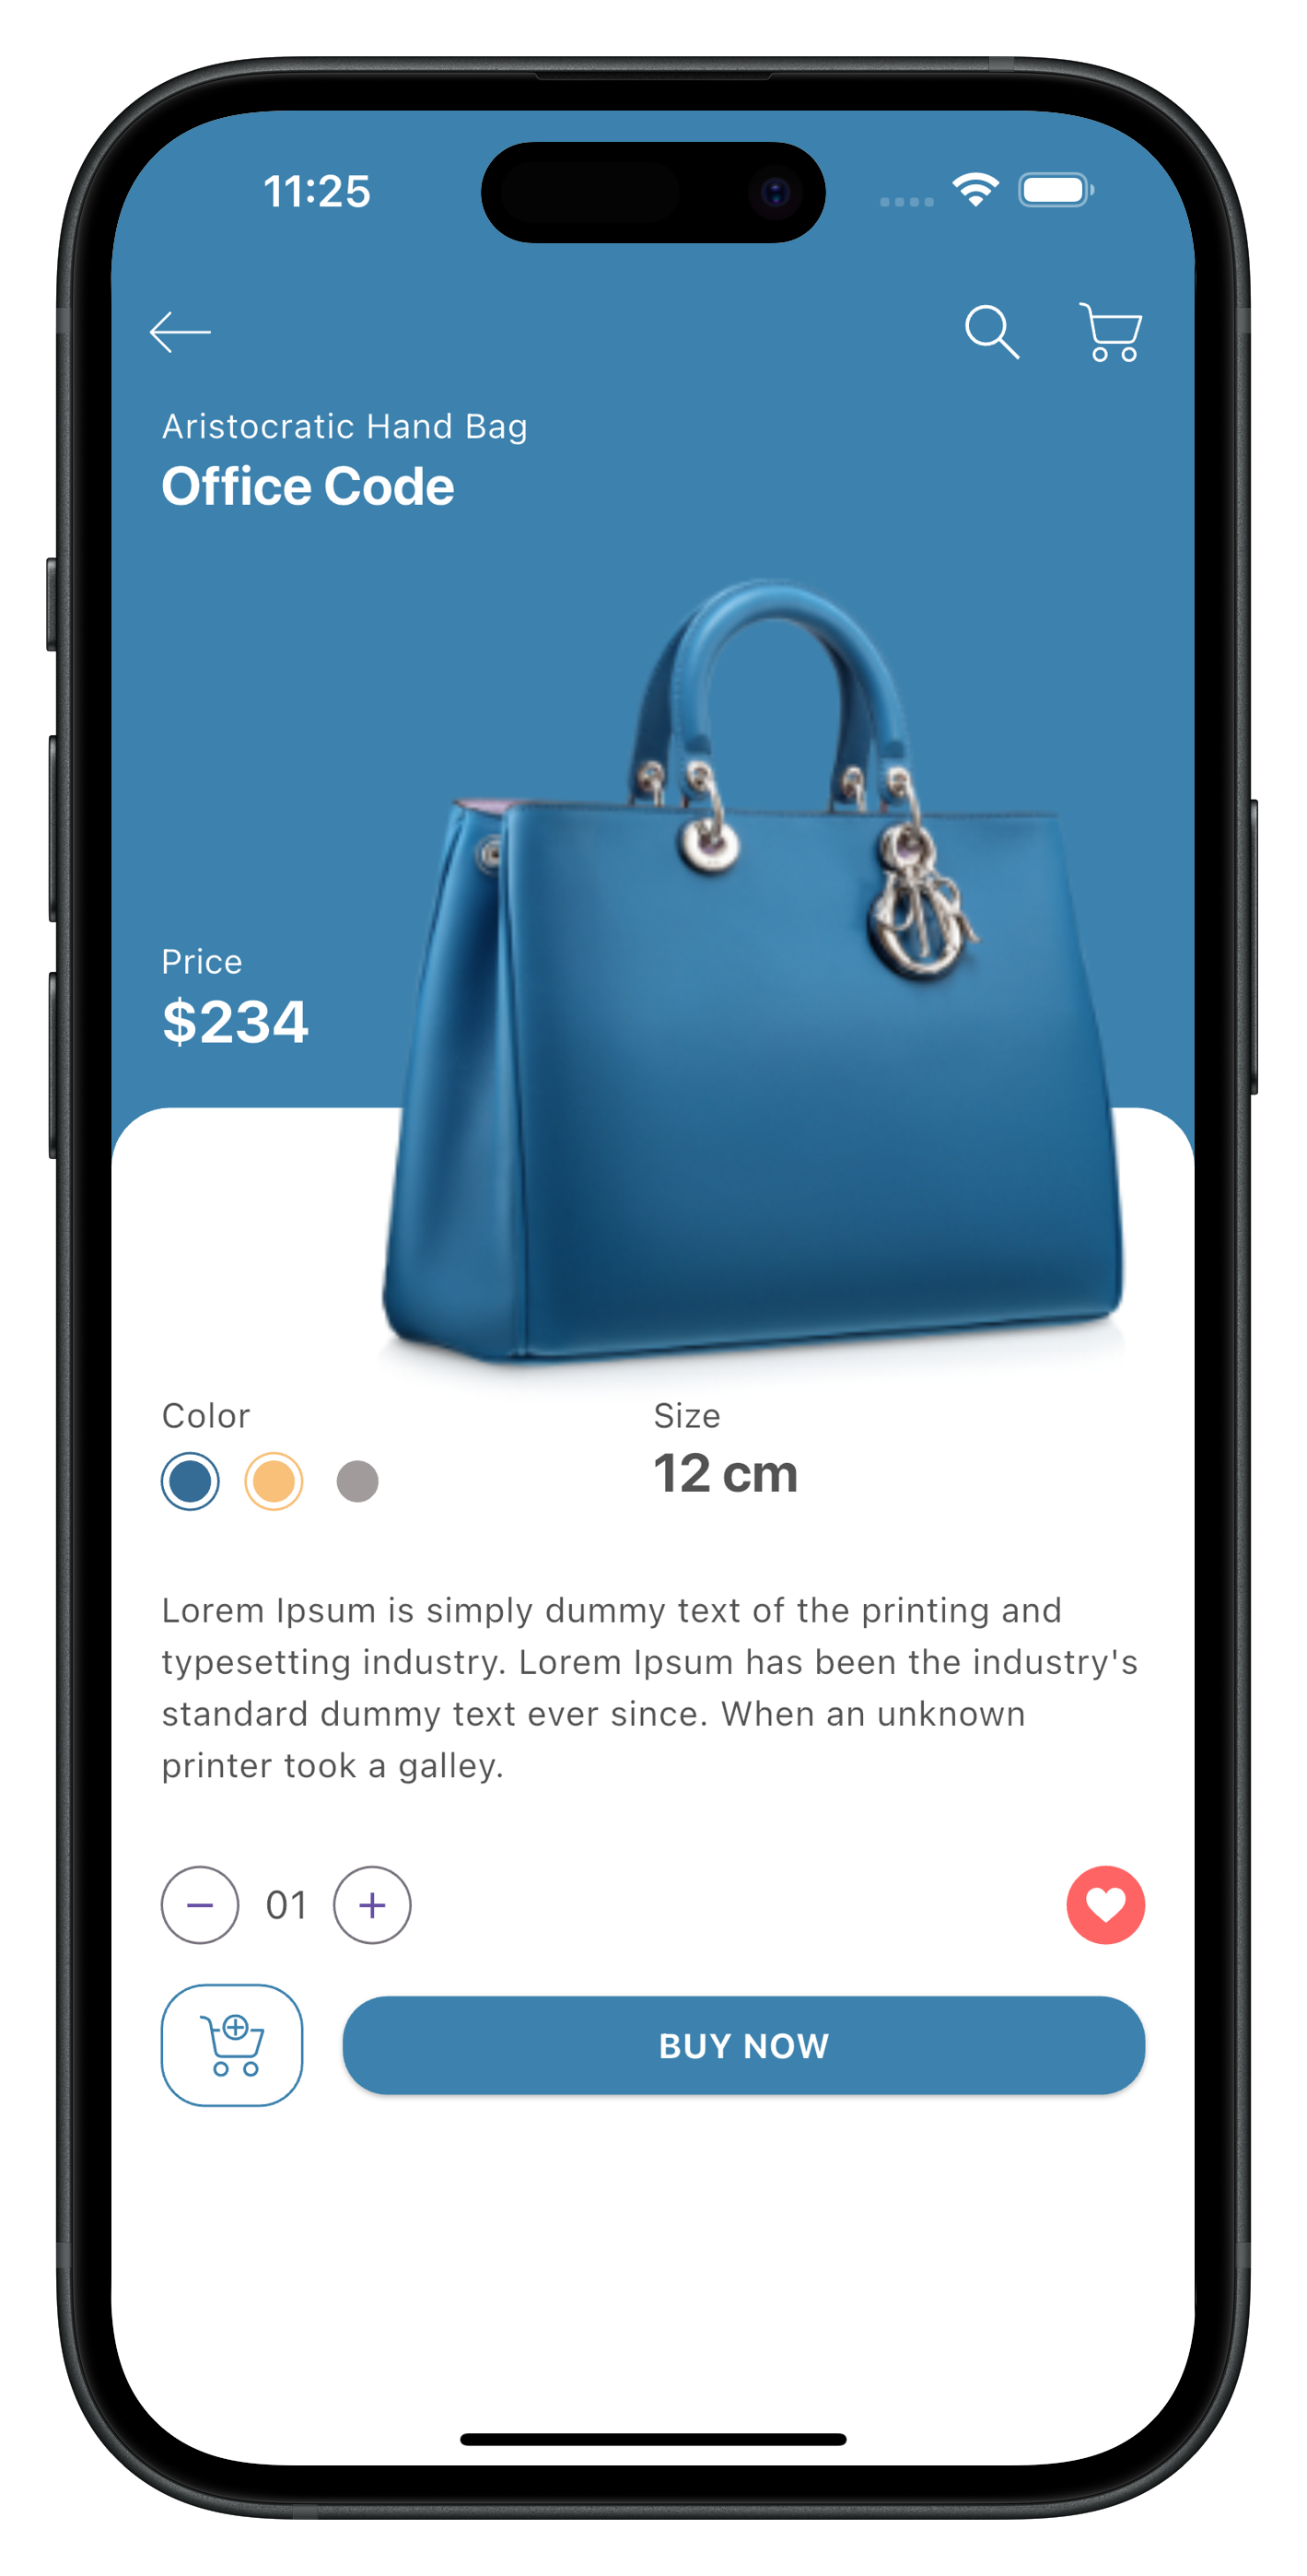 11:25
Aristocratic Hand Bag
Office Code
Price
$234
Color
Size
12 cm
Lorem Ipsum is simply dummy text of the printing and
typesetting industry. Lorem Ipsum has been the industry's
standard dummy text ever since. When an unknown
printer took a galley.
01
BUY NOW